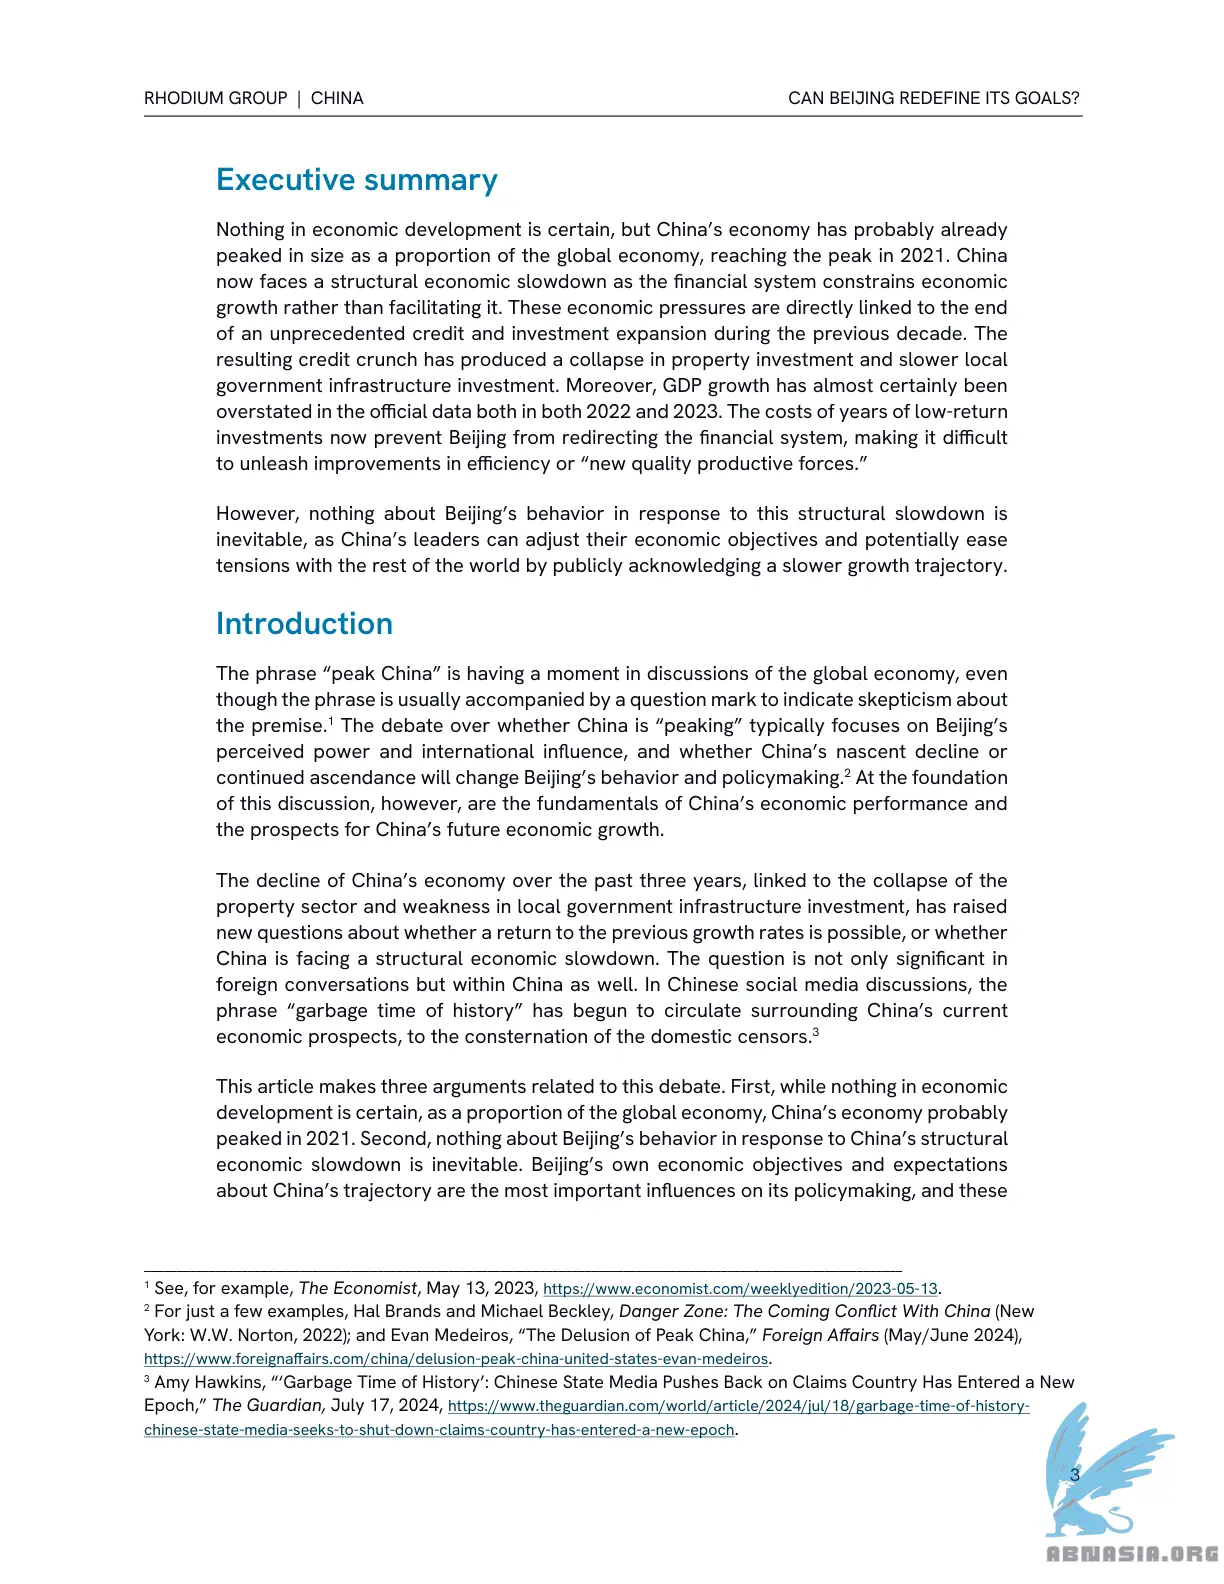 RHODIUM GROUP | CHINA
CAN BEIJING REDEFINE ITS GOALS?
Executive summary
Nothing in economic development is certain, but China’s economy has probably already
peaked in size as a proportion of the global economy, reaching the peak in 2021. China
now faces a structural economic slowdown as the financial system constrains economic
growth rather than facilitating it. These economic pressures are directly linked to the end
of an unprecedented credit and investment expansion during the previous decade. The
resulting credit crunch has produced a collapse in property investment and slower local
government infrastructure investment. Moreover, GDP growth has almost certainly been
overstated in the official data both in both 2022 and 2023. The costs of years of low-return
investments now prevent Beijing from redirecting the financial system, making it difficult
to unleash improvements in efficiency or “new quality productive forces.”
However, nothing about Beijing’s behavior in response to this structural slowdown is
inevitable, as China’s leaders can adjust their economic objectives and potentially ease
tensions with the rest of the world by publicly acknowledging a slower growth trajectory.
Introduction
The phrase “peak China” is having a moment in discussions of the global economy, even
though the phrase is usually accompanied by a question mark to indicate skepticism about
the premise.1 The debate over whether China is “peaking” typically focuses on Beijing’s
perceived power and international influence, and whether China’s nascent decline or
continued ascendance will change Beijing’s behavior and policymaking.2 At the foundation
of this discussion, however, are the fundamentals of China’s economic performance and
the prospects for China’s future economic growth.
The decline of China’s economy over the past three years, linked to the collapse of the
property sector and weakness in local government infrastructure investment, has raised
new questions about whether a return to the previous growth rates is possible, or whether
China is facing a structural economic slowdown. The question is not only significant in
foreign conversations but within China as well. In Chinese social media discussions, the
phrase “garbage time of history” has begun to circulate surrounding China’s current
economic prospects, to the consternation of the domestic censors.3
This article makes three arguments related to this debate. First, while nothing in economic
development is certain, as a proportion of the global economy, China’s economy probably
peaked in 2021. Second, nothing about Beijing’s behavior in response to China’s structural
economic slowdown is inevitable. Beijing’s own economic objectives and expectations
about China’s trajectory are the most important influences on its policymaking, and these
1 See, for example, The Economist, May 13, 2023, https://www.economist.com/weeklyedition/2023-05-13.
2 For just a few examples, Hal Brands and Michael Beckley, Danger Zone: The Coming Conflict With China (New
York: W.W. Norton, 2022); and Evan Medeiros, “The Delusion of Peak China,” Foreign Affairs (May/June 2024),
https://www.foreignaffairs.com/china/delusion-peak-china-united-states-evan-medeiros.
3 Amy Hawkins, “‘Garbage Time of History’: Chinese State Media Pushes Back on Claims Country Has Entered a New
Epoch,” The Guardian, July 17, 2024, https://www.theguardian.com/world/article/2024/jul/18/garbage-time-of-history-
chinese-state-media-seeks-to-shut-down-claims-country-has-entered-a-new-epoch.
3
ABNASIA.ORG